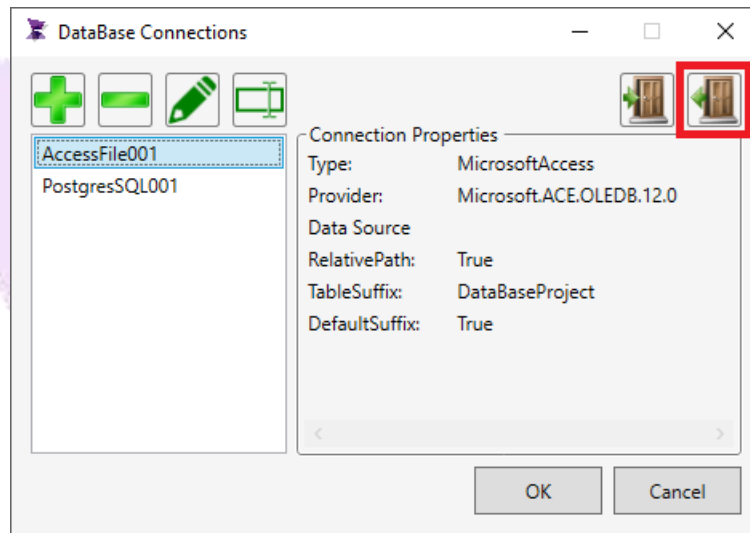 DataBase Connections
AccessFile001
PostgresSQL001
Connection Properties
Type: MicrosoftAccess
Provider: Microsoft.ACE.OLEDB.12.0
Data Source
RelativePath: True
TableSuffix: DataBaseProject
DefaultSuffix: True
OK Cancel